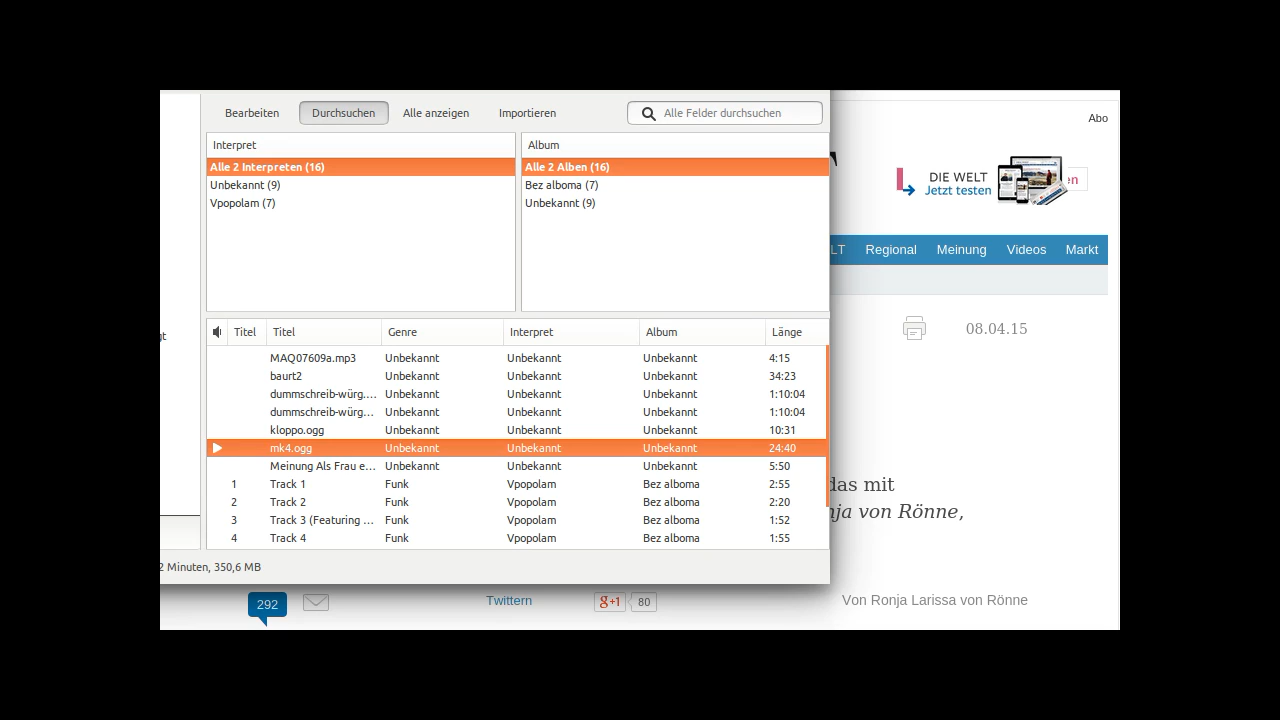 Bearbeiten Durchsuchen Alle anzeigen Importieren Alle Felder durchsuchen
Abo
Interpret
Alle 2 Interpreten (16)
Unbekannt (9)
Vpopolam (7)
Album
Alle 2 Alben (16)
Bez alboma (7)
Unbekannt (9)
DIE WELT
Jetzt testen
en
LT Regional Meinung Videos Markt
08.04.15
gt
Titel Titel Genre Interpret Album Länge
MAQ07609a.mp3 Unbekannt Unbekannt Unbekannt 4:15
baurt2 Unbekannt Unbekannt Unbekannt 34:23
dummschreib-würg.… Unbekannt Unbekannt Unbekannt 1:10:04
dummschreib-würg… Unbekannt Unbekannt Unbekannt 1:10:04
kloppo.ogg Unbekannt Unbekannt Unbekannt 10:31
mk4.ogg Unbekannt Unbekannt Unbekannt 24:40
Meinung Als Frau e… Unbekannt Unbekannt Unbekannt 5:50
1 Track 1 Funk Vpopolam Bez alboma 2:55
2 Track 2 Funk Vpopolam Bez alboma 2:20
3 Track 3 (Featuring … Funk Vpopolam Bez alboma 1:52
4 Track 4 Funk Vpopolam Bez alboma 1:55
das mit
nja von Rönne,
2 Minuten, 350,6 MB
292 Twittern g+1 80 Von Ronja Larissa von Rönne